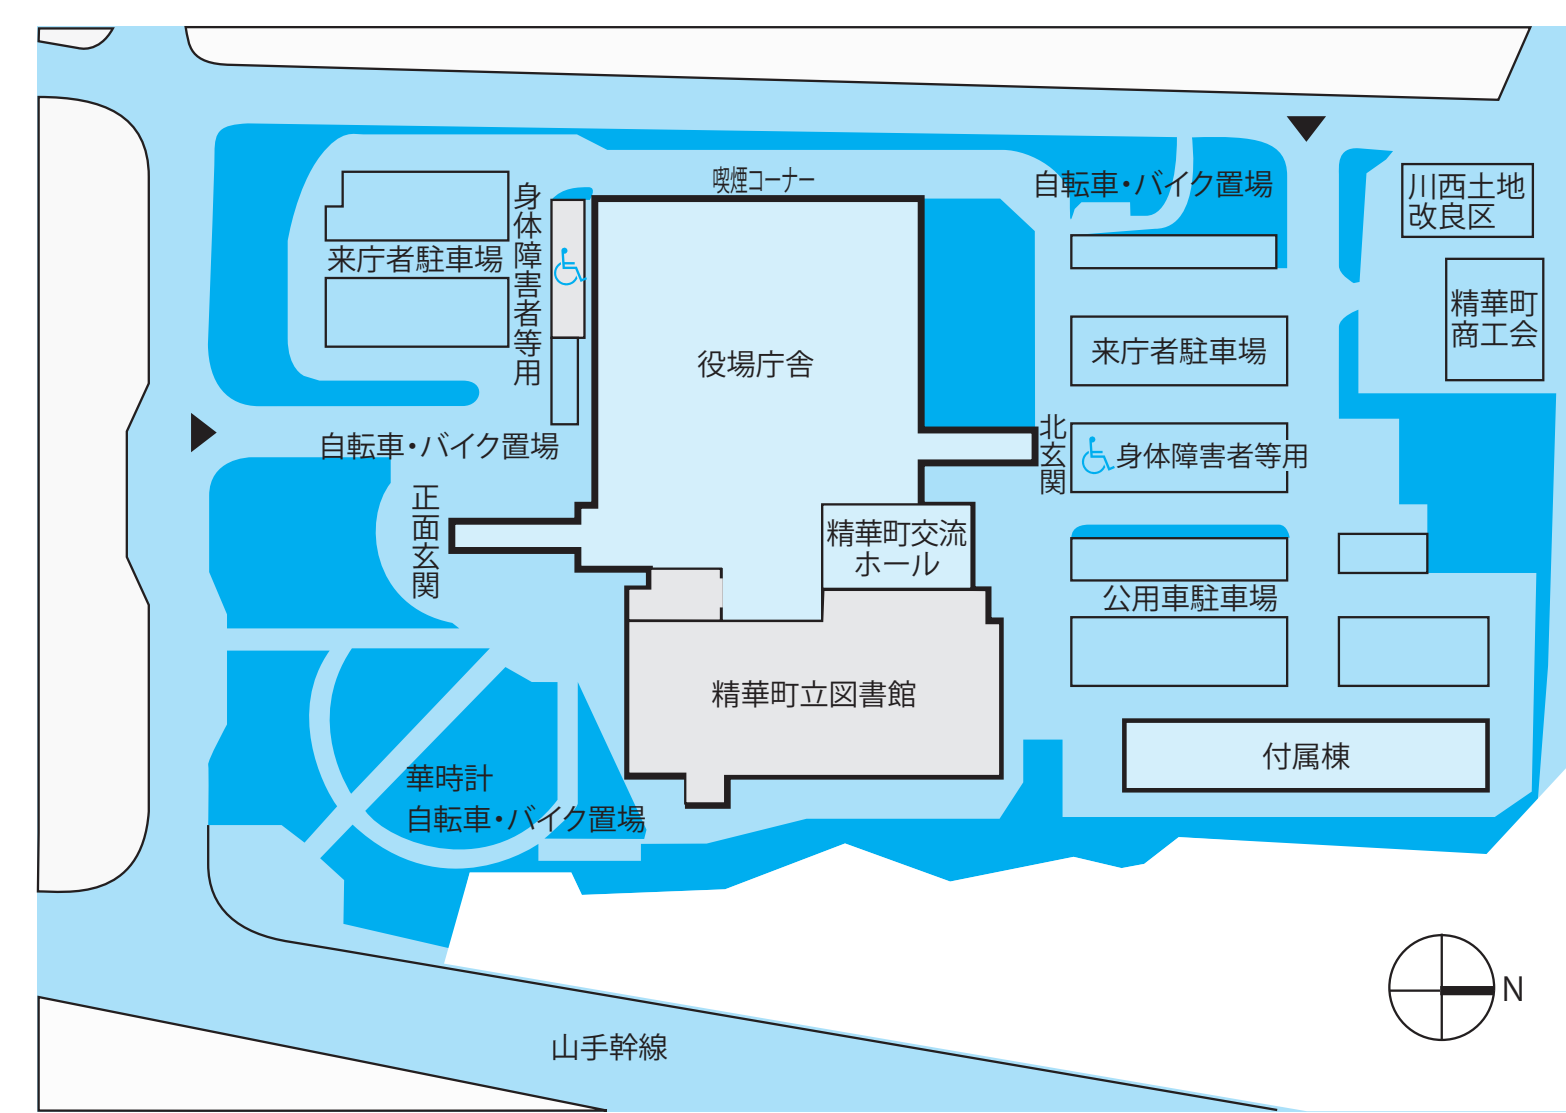 喫煙コーナー
自転車・バイク置場
川西土地
改良区
身体障害者等用
来庁者駐車場
精華町
商工会
役場庁舎
来庁者駐車場
自転車・バイク置場
北玄関
身体障害者等用
正面玄関
精華町交流
ホール
公用車駐車場
精華町立図書館
付属棟
華時計
自転車・バイク置場
N
山手幹線